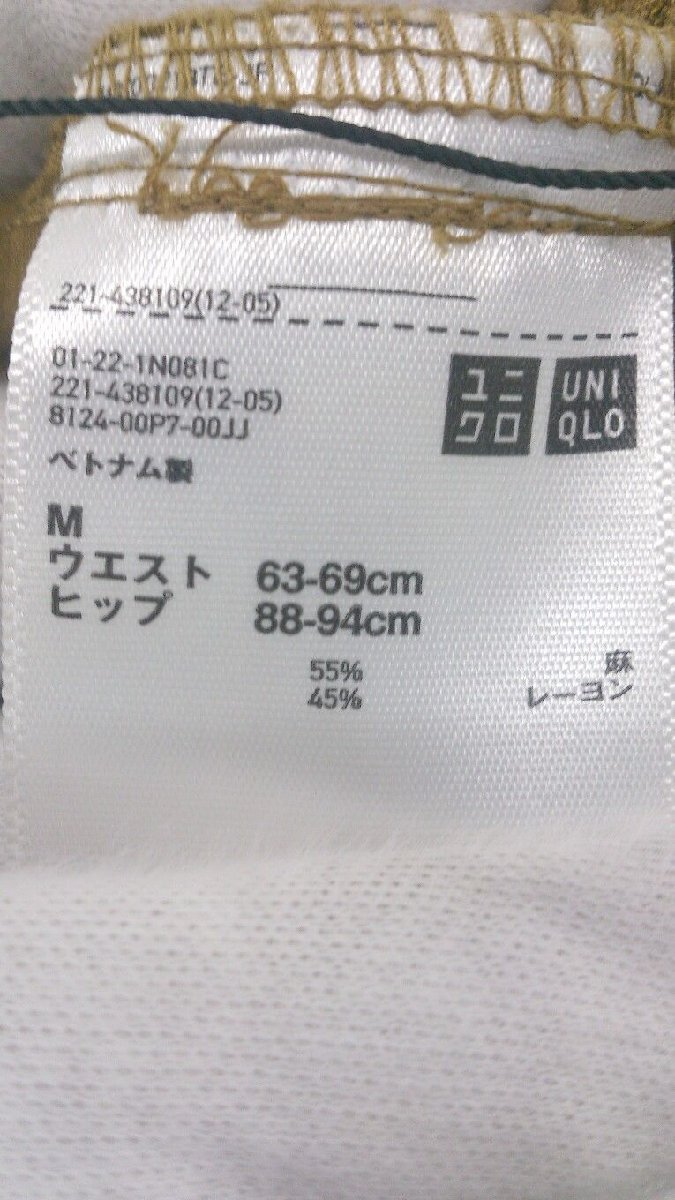 221-438109(12-05)
01-22-1N081C
221-438109(12-05)
8124-00P7-00JJ
ベトナム製
ユニ
クロ
UNI
QLO
M
ウエスト 63-69cm
ヒップ 88-94cm
55% 麻
45% レーヨン